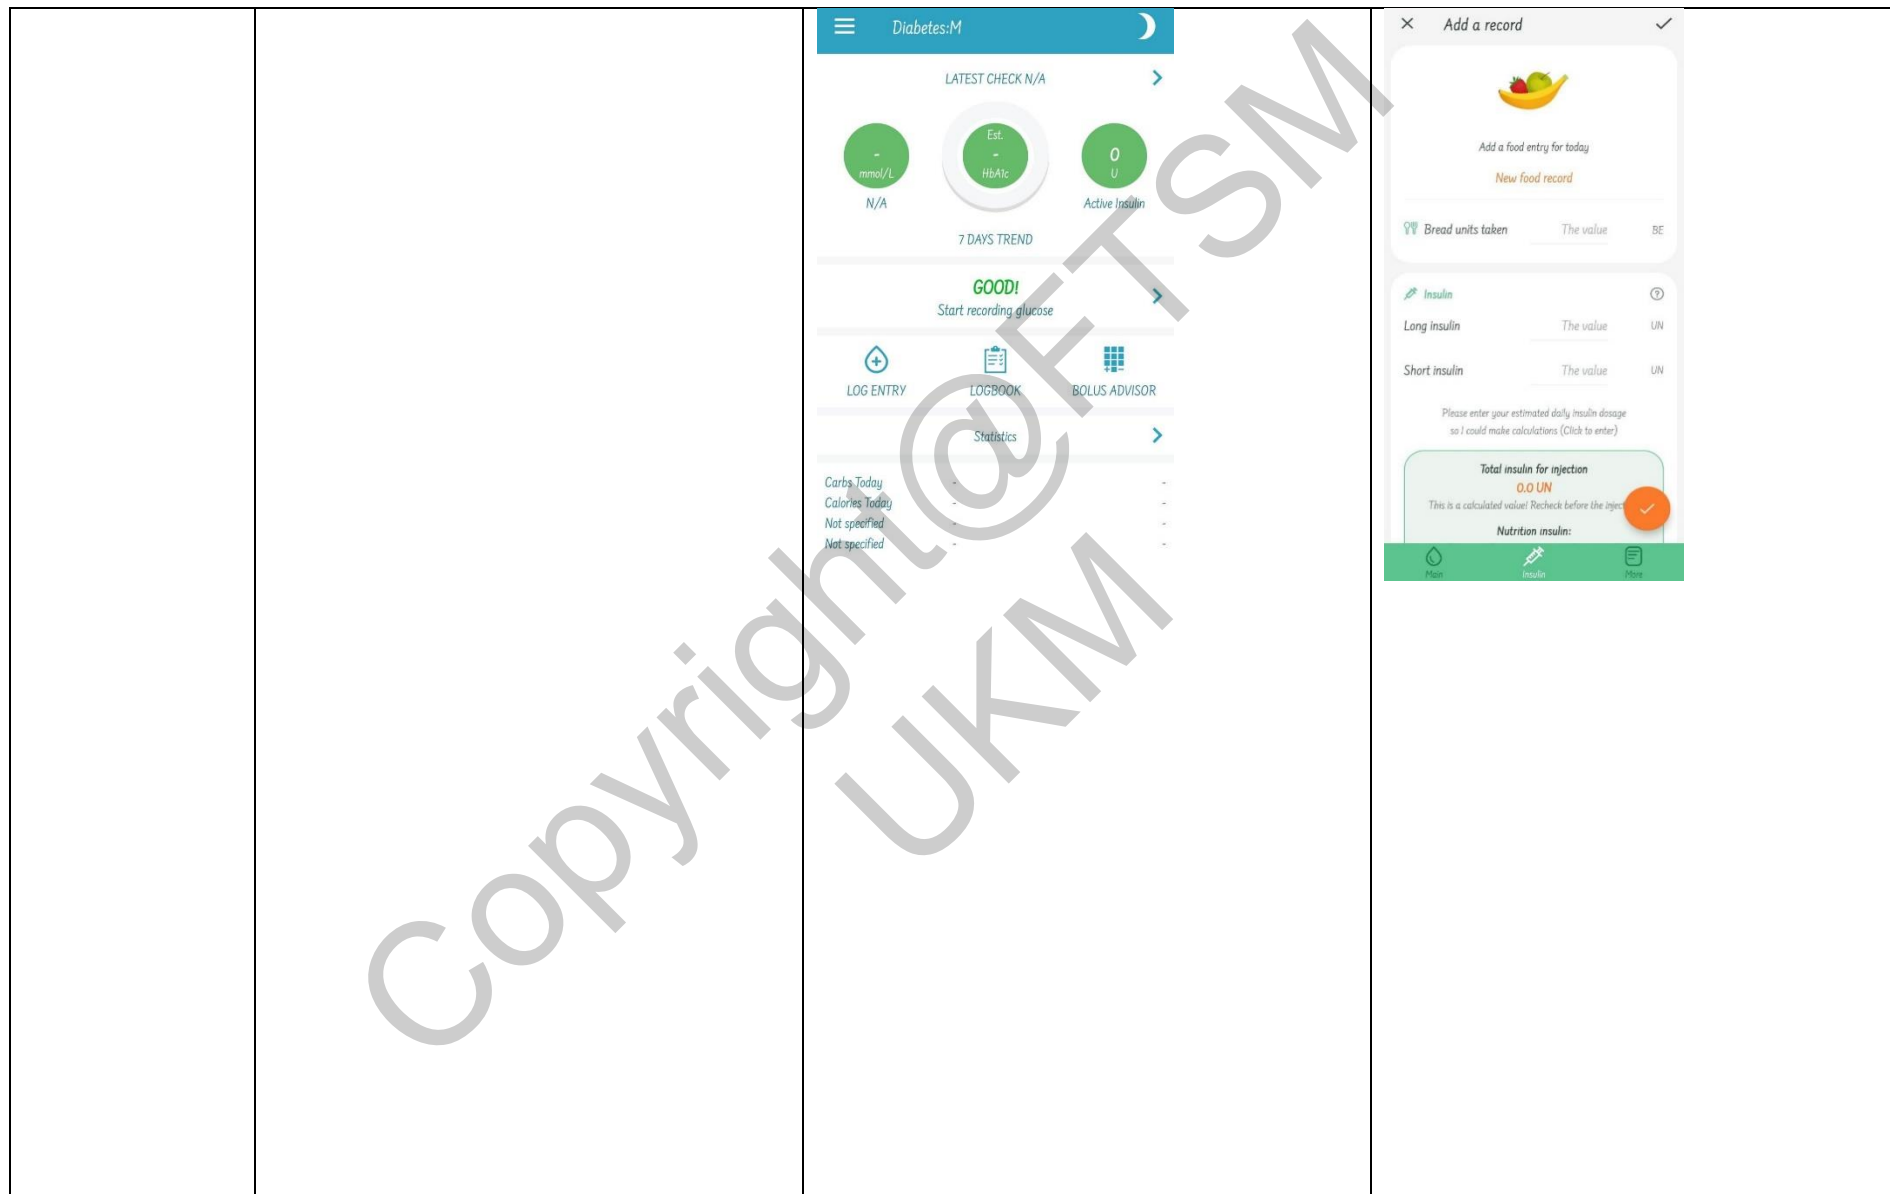 Diabetes:M
LATEST CHECK N/A
-
mmol/L
N/A
Est.
-
HbA1c
0
U
Active Insulin
7 DAYS TREND
GOOD!
Start recording glucose
LOG ENTRY
LOGBOOK
BOLUS ADVISOR
Statistics
Carbs Today - -
Calories Today - -
Not specified - -
Not specified - -
Add a record
Add a food entry for today
New food record
Bread units taken The value BE
Insulin
Long insulin The value UN
Short insulin The value UN
Please enter your estimated daily insulin dosage
so I could make calculations (Click to enter)
Total insulin for injection
0.0 UN
This is a calculated value! Recheck before the injec
Nutrition insulin:
Main
Insulin
More
Copyright@FTSM
UKM